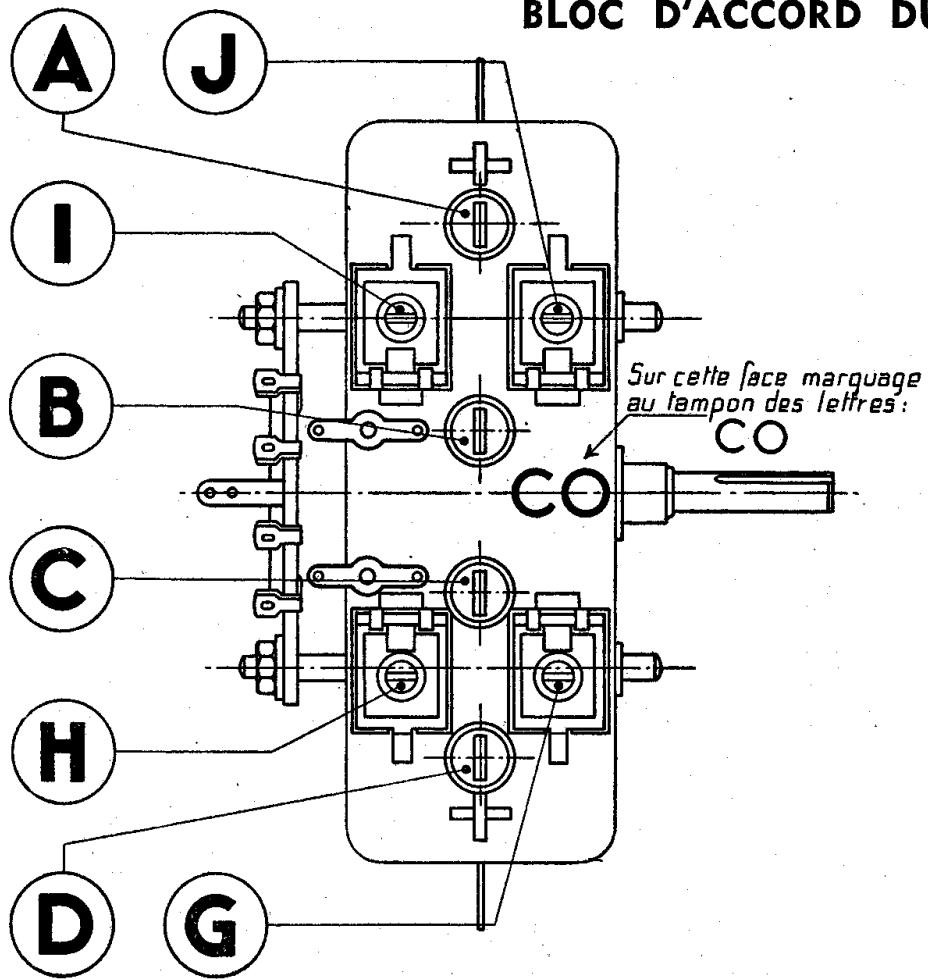 BLOC D'ACCORD DU
A
J
I
B
Sur cette face marquage
au tampon des lettres :
CO
CO
C
H
D
G